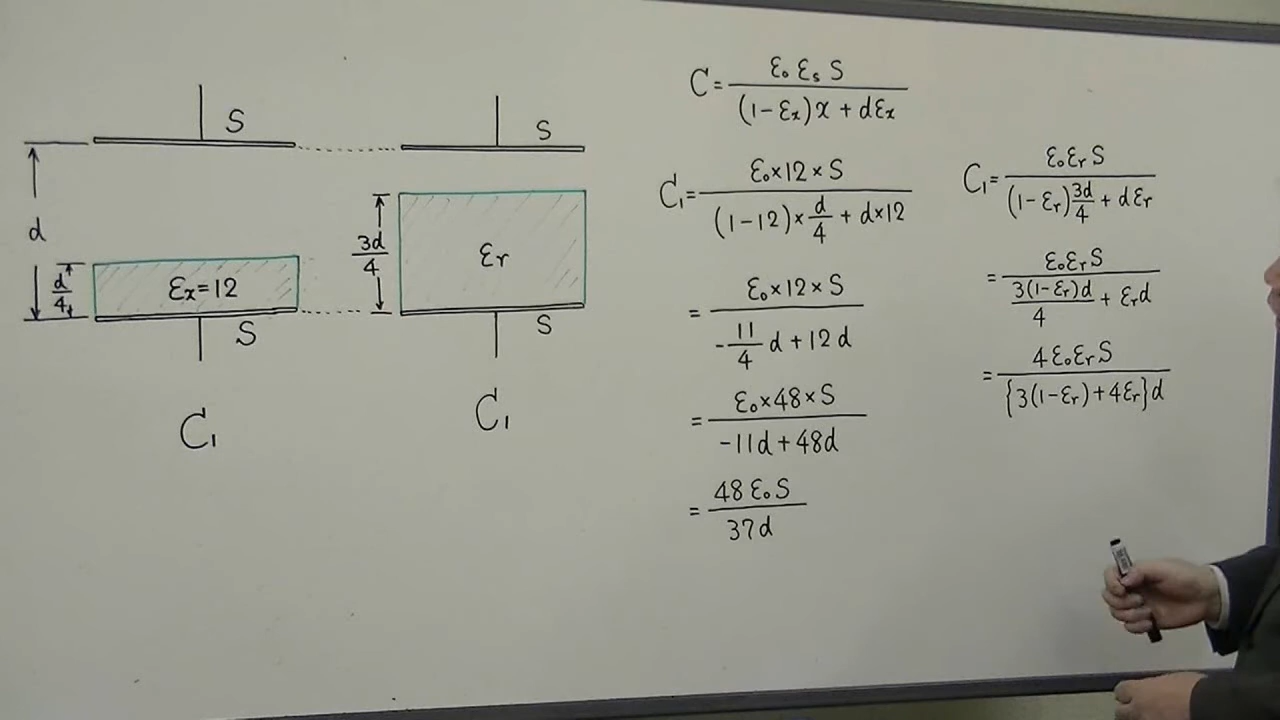 S
S
d
d/4
εx=12
S
C₁
S
3d/4
εr
S
C₁
C = ε₀ εs S / (1-εx)x + dεx
C₁ = ε₀×12×S / (1-12)×d/4 + d×12
= ε₀×12×S / -11/4 d + 12d
= ε₀×48×S / -11d + 48d
= 48ε₀S / 37d
C₁ = ε₀εrS / (1-εr)3d/4 + dεr
= ε₀εrS / 3(1-εr)d/4 + εrd
= 4ε₀εrS / {3(1-εr)+4εr}d